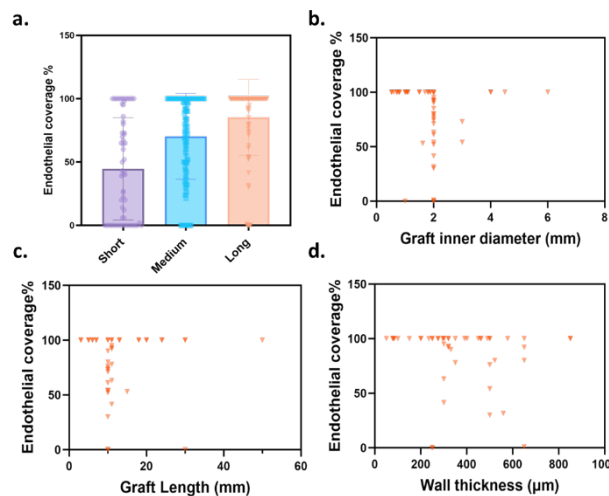 a.
Endothelial coverage %
150
100
50
0
Short
Medium
Long
b.
Endothelial coverage %
150
100
50
0
0
2
4
6
8
Graft inner diameter (mm)
c.
Endothelial coverage%
150
100
50
0
0
20
40
60
Graft Length (mm)
d.
Endothelial coverage%
150
100
50
0
0
200
400
600
800
100
Wall thickness (µm)